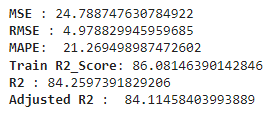 MSE : 24.788747630784922
RMSE : 4.978829945959685
MAPE:  21.269498987472602
Train R2_Score: 86.08146390142846
R2 : 84.2597391829206
Adjusted R2 :  84.11458403993889